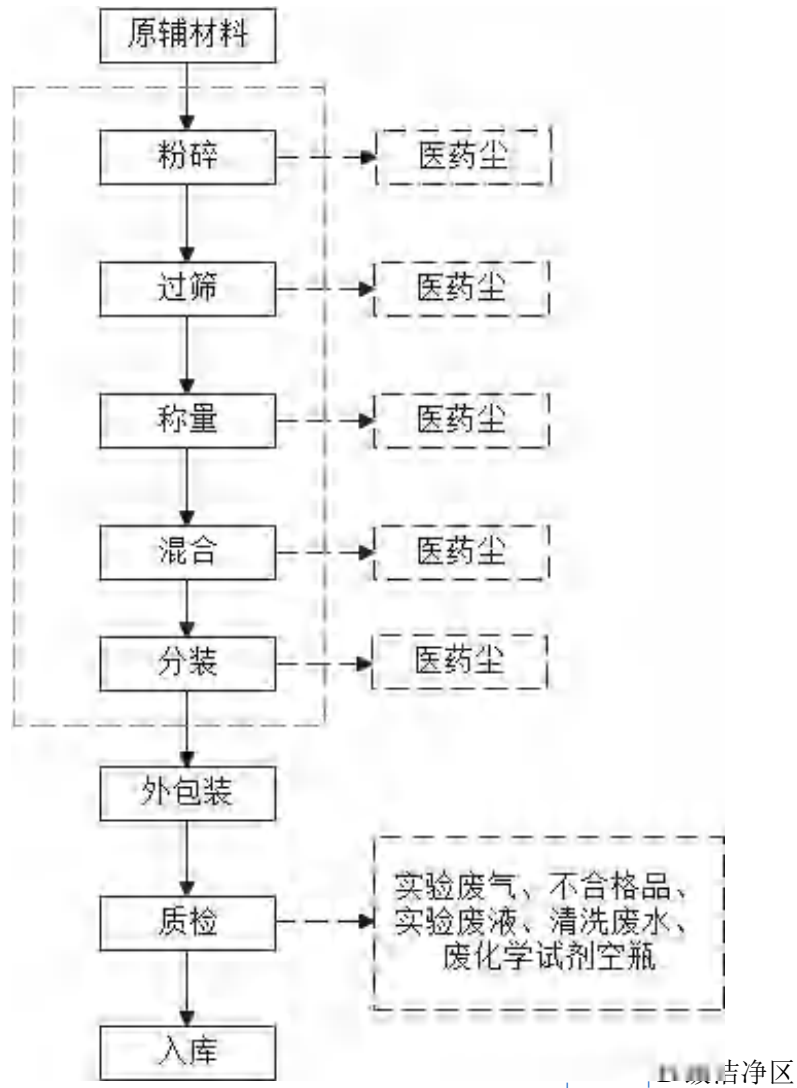 原辅材料
粉碎
医药尘
过筛
医药尘
称量
医药尘
混合
医药尘
分装
医药尘
外包装
质检
实验废气、不合格品、
实验废液、清洗废水、
废化学试剂空瓶
入库
洁净区